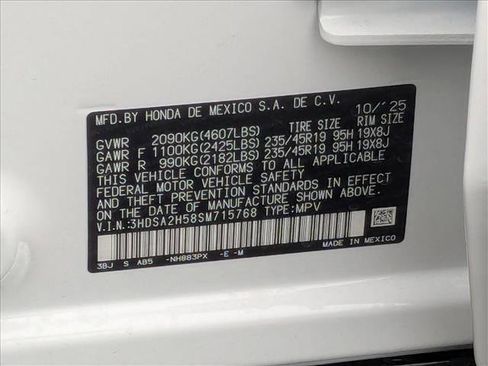 MFD.BY HONDA DE MEXICO S.A. DE C.V. 10/'25
GVWR 2090KG(4607LBS) TIRE SIZE RIM SIZE
GAWR F 1100KG(2425LBS) 235/45R19 95H 19X8J
GAWR R 990KG(2182LBS) 235/45R19 95H 19X8J
THIS VEHICLE CONFORMS TO ALL APPLICABLE
FEDERAL MOTOR VEHICLE SAFETY
AND THEFT PREVENTION STANDARDS IN EFFECT
ON THE DATE OF MANUFACTURE SHOWN ABOVE.
V.I.N.:3HDSA2H58SM715768 TYPE:MPV
MADE IN MEXICO
3BJ S AB5 -NH883PX -E -M